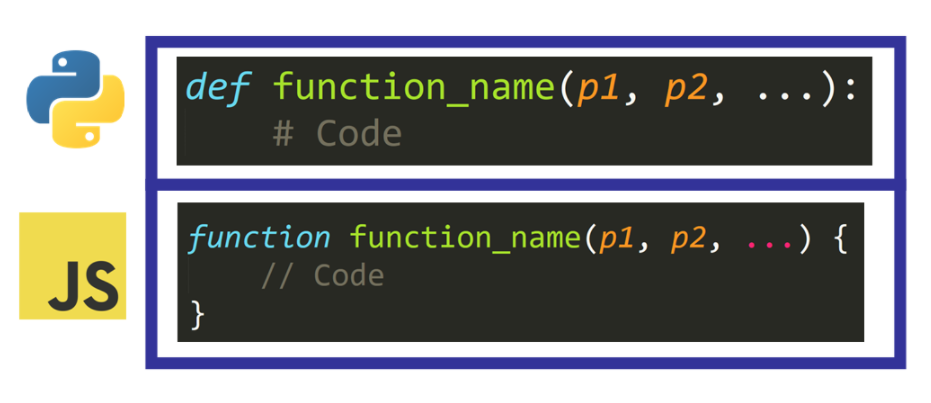 def function_name(p1, p2, ...):
# Code
JS
function function_name(p1, p2, ...) {
// Code
}